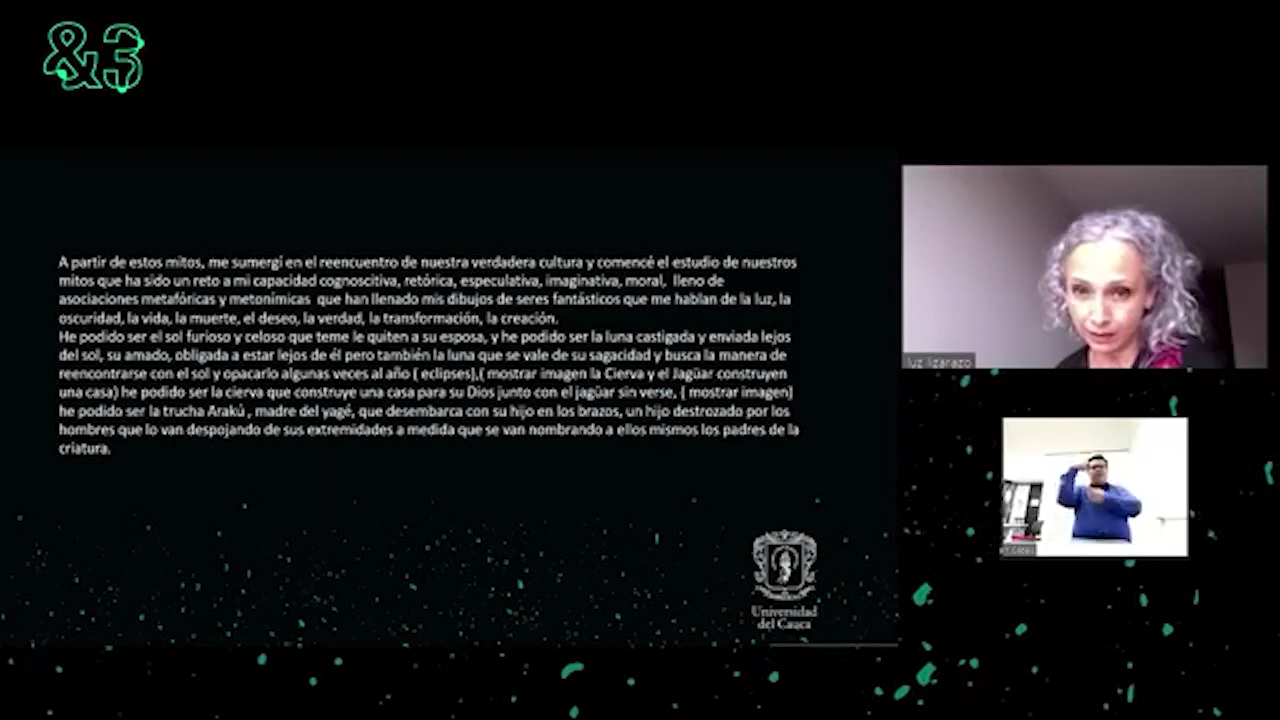 &3
A partir de estos mitos, me sumergí en el reencuentro de nuestra verdadera cultura y comencé el estudio de nuestros
mitos que ha sido un reto a mi capacidad cognoscitiva, retórica, especulativa, imaginativa, moral, lleno de
asociaciones metafóricas y metonímicas que han llenado mis dibujos de seres fantásticos que me hablan de la luz, la
oscuridad, la vida, la muerte, el deseo, la verdad, la transformación, la creación.
He podido ser el sol furioso y celoso que teme le quiten a su esposa, y he podido ser la luna castigada y enviada lejos
del sol, su amado, obligada a estar lejos de él pero también la luna que se vale de su sagacidad y busca la manera de
reencontrarse con el sol y opacarlo algunas veces al año ( eclipses),( mostrar imagen la Cierva y el Jagüar construyen
una casa) he podido ser la cierva que construye una casa para su Dios junto con el jagüar sin verse, ( mostrar imagen)
he podido ser la trucha Arakú , madre del yagé, que desembarca con su hijo en los brazos, un hijo destrozado por los
hombres que lo van despojando de sus extremidades a medida que se van nombrando a ellos mismos los padres de la
criatura.
luz lizarazo
Universidad
del Cauca